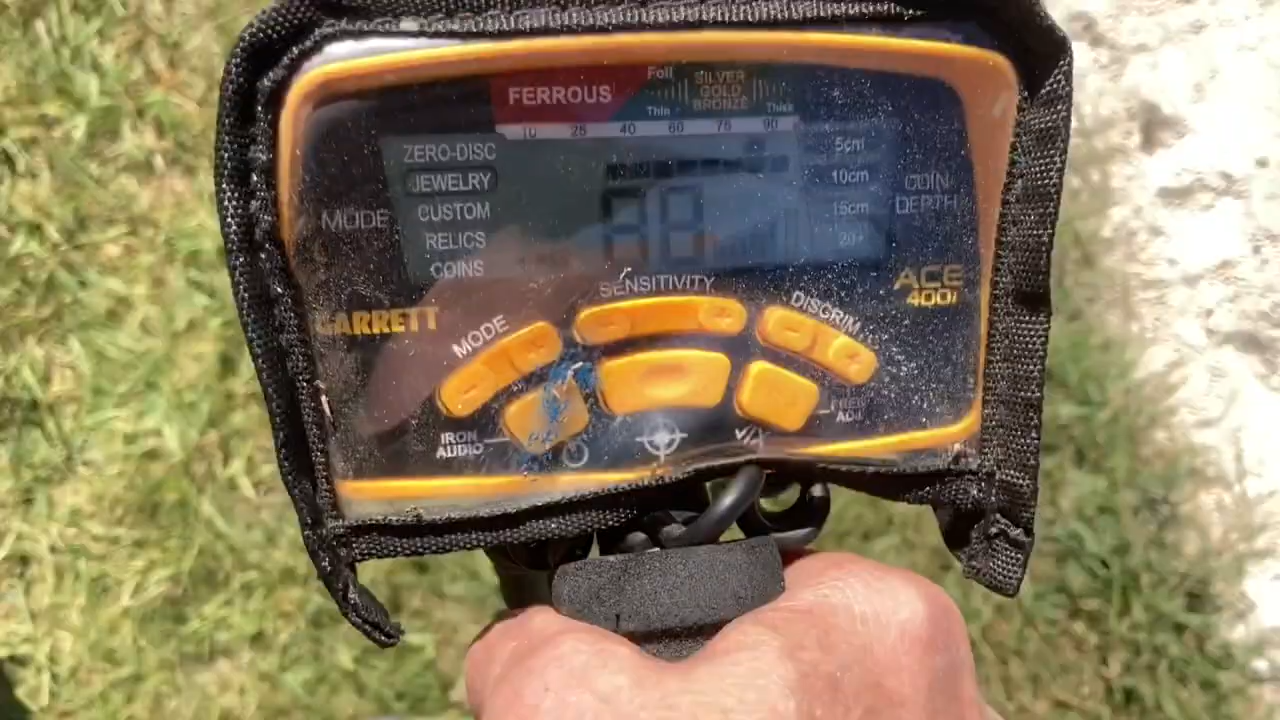 Foil
SILVER
FERROUS
GOLD
BRONZE
Thin
Thick
10 25 40 60 75 90
ZERO-DISC
5cm
JEWELRY
10cm
COIN
MODE
CUSTOM
15cm
DEPTH
RELICS
20+
COINS
SENSITIVITY
ACE
400i
GARRETT
MODE
DISCRIM
IRON
AUDIO
FREQ
ADJ